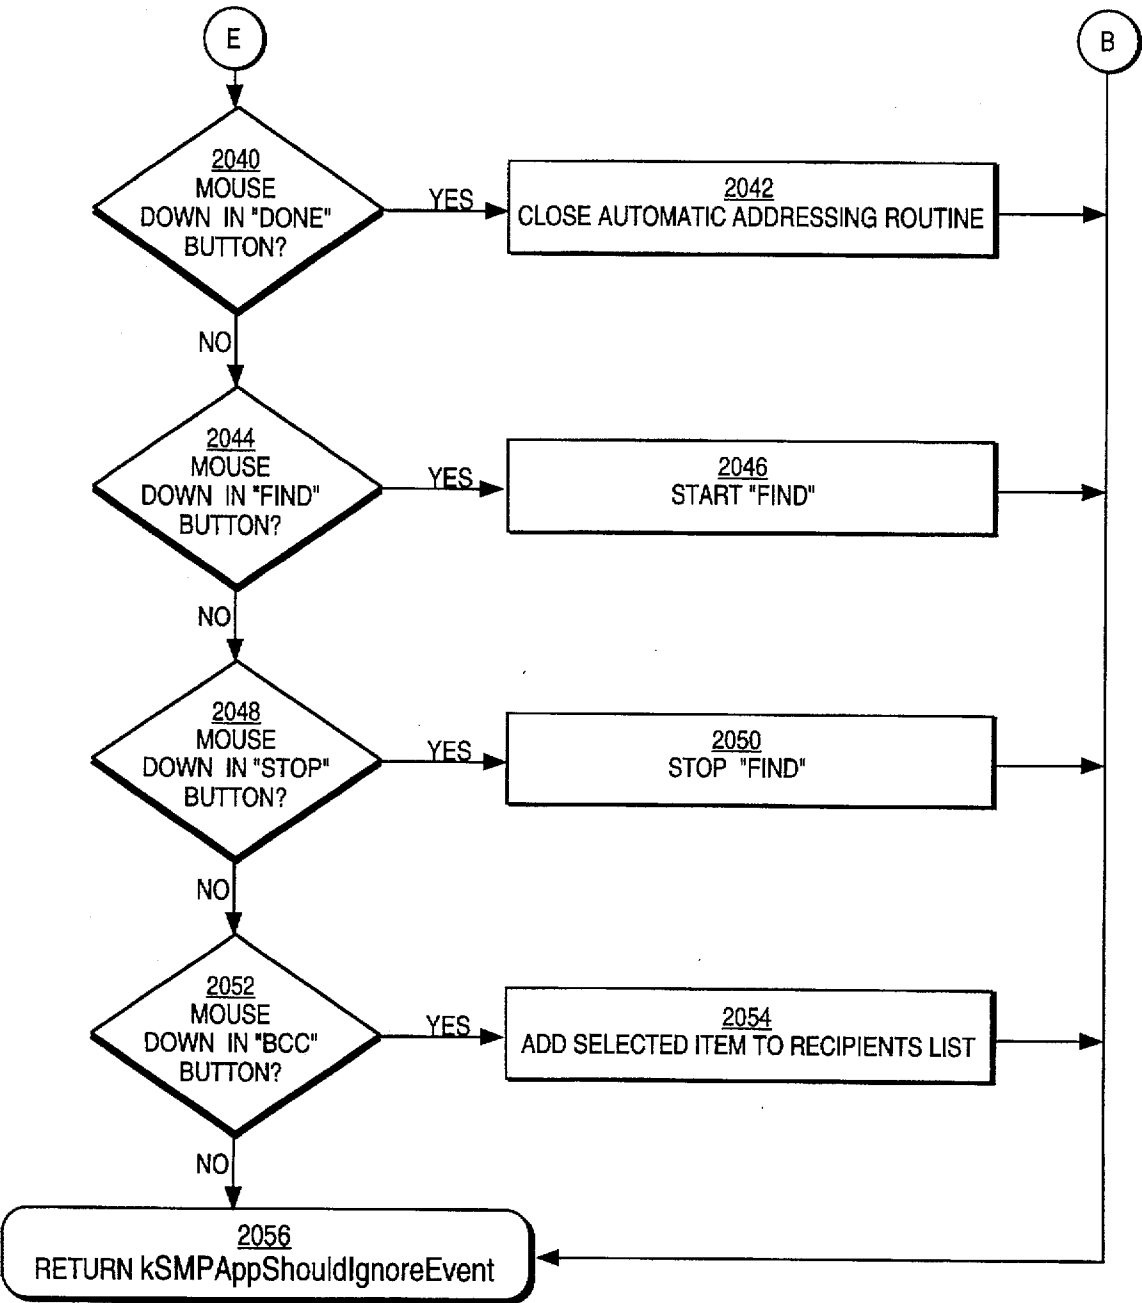 E
B
2040
MOUSE
DOWN IN "DONE"
BUTTON?
YES
2042
CLOSE AUTOMATIC ADDRESSING ROUTINE
NO
2044
MOUSE
DOWN IN "FIND"
BUTTON?
YES
2046
START "FIND"
NO
2048
MOUSE
DOWN IN "STOP"
BUTTON?
YES
2050
STOP "FIND"
NO
2052
MOUSE
DOWN IN "BCC"
BUTTON?
YES
2054
ADD SELECTED ITEM TO RECIPIENTS LIST
NO
2056
RETURN kSMPAppShouldIgnoreEvent